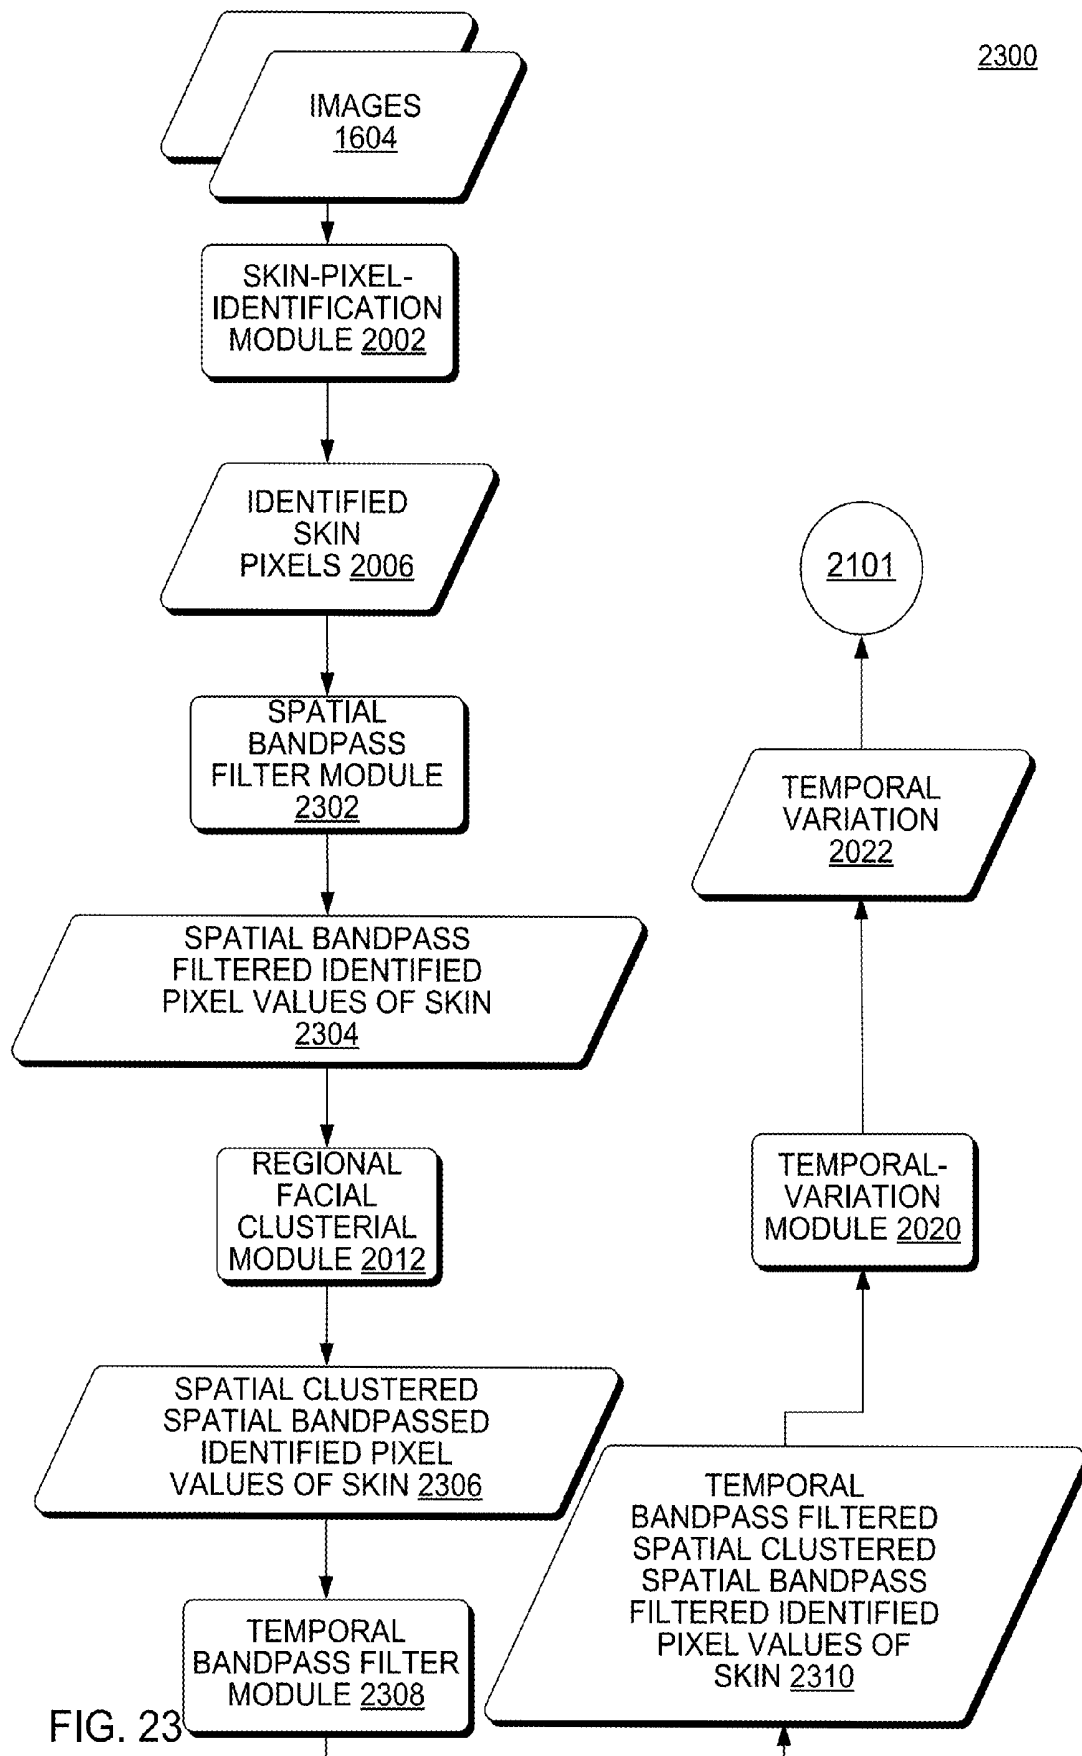 2300
IMAGES
1604
SKIN-PIXEL-
IDENTIFICATION
MODULE 2002
IDENTIFIED
SKIN
PIXELS 2006
SPATIAL
BANDPASS
FILTER MODULE
2302
SPATIAL BANDPASS
FILTERED IDENTIFIED
PIXEL VALUES OF SKIN
2304
REGIONAL
FACIAL
CLUSTERIAL
MODULE 2012
SPATIAL CLUSTERED
SPATIAL BANDPASSED
IDENTIFIED PIXEL
VALUES OF SKIN 2306
TEMPORAL
BANDPASS FILTER
MODULE 2308
TEMPORAL
BANDPASS FILTERED
SPATIAL CLUSTERED
SPATIAL BANDPASS
FILTERED IDENTIFIED
PIXEL VALUES OF
SKIN 2310
TEMPORAL-
VARIATION
MODULE 2020
TEMPORAL
VARIATION
2022
2101
FIG. 23